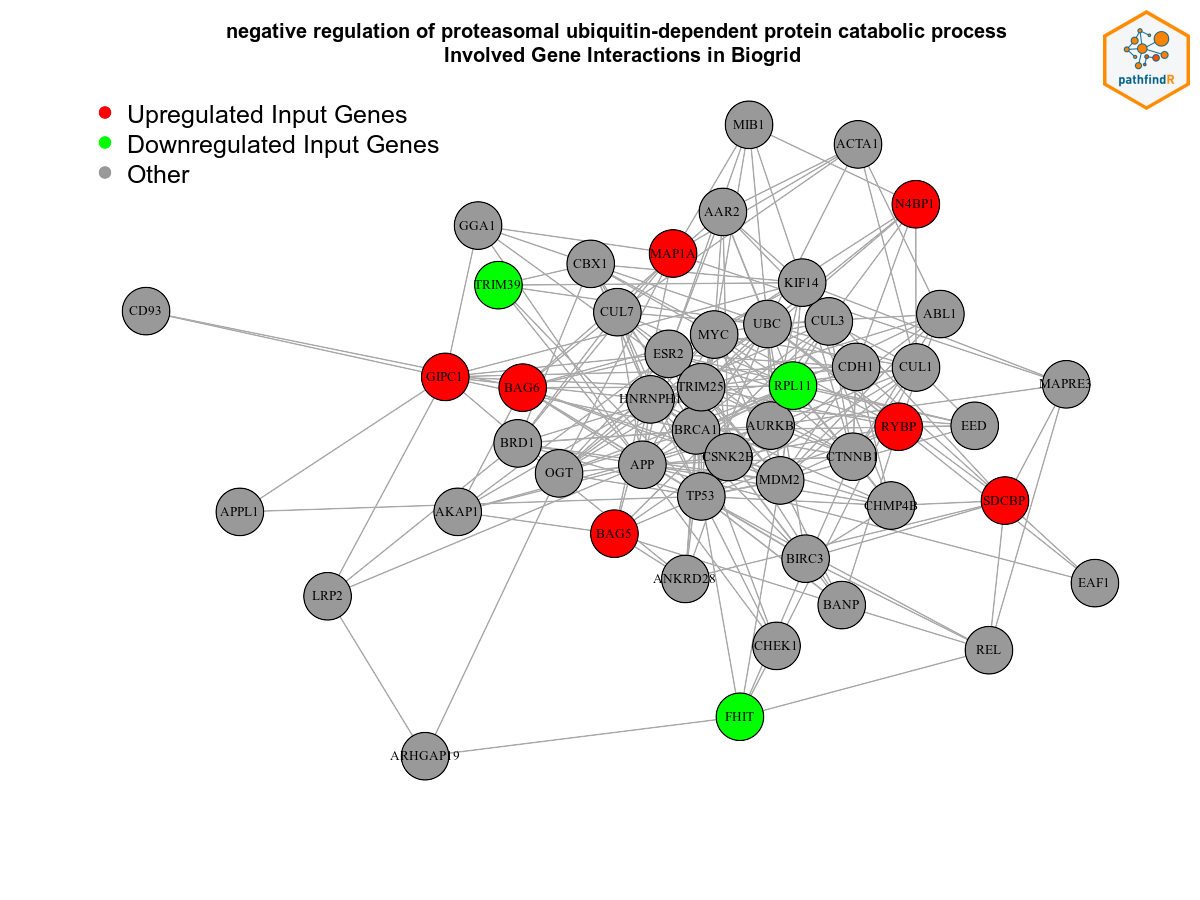 negative regulation of proteasomal ubiquitin-dependent protein catabolic process
Involved Gene Interactions in Biogrid
pathfindR
Upregulated Input Genes
Downregulated Input Genes
Other
MIB1
ACTA1
N4BP1
AAR2
GGA1
MAP1A
CBX1
TRIM39
KIF14
CD93
CUL7
ABL1
UBC
CUL3
MYC
ESR2
CDH1
CUL1
GIPC1
BAG6
TRIM25
RPL11
MAPRE3
HNRNPH1
BRCA1
AURKB
RYBP
EED
BRD1
CSNK2B
CTNNB1
OGT
APP
MDM2
TP53
SDCBP
CHMP4B
APPL1
AKAP1
BAG5
BIRC3
ANKRD28
EAF1
LRP2
BANP
CHEK1
REL
FHIT
ARHGAP19